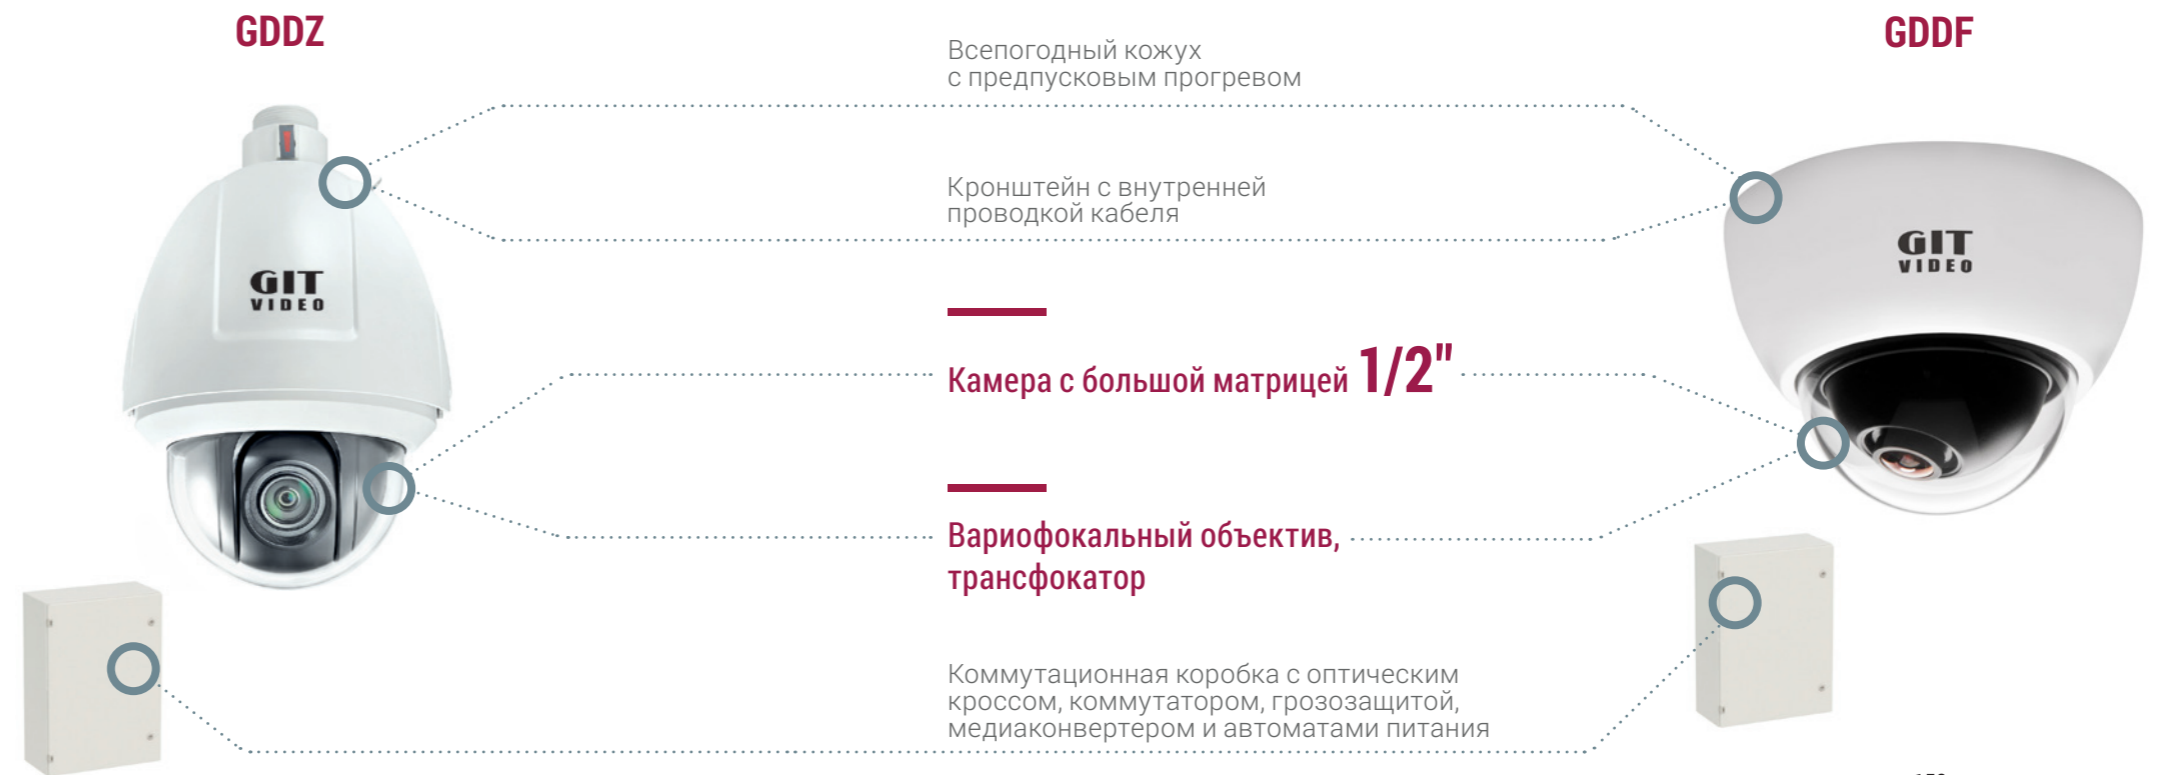 GDDZ
GDDF
Всепогодный кожух
с предпусковым прогревом
Кронштейн с внутренней
проводкой кабеля
GIT
VIDEO
GIT
VIDEO
Камера с большой матрицей 1/2"
Вариофокальный объектив,
трансфокатор
Коммутационная коробка с оптическим
кроссом, коммутатором, грозозащитой,
медиаконвертером и автоматами питания